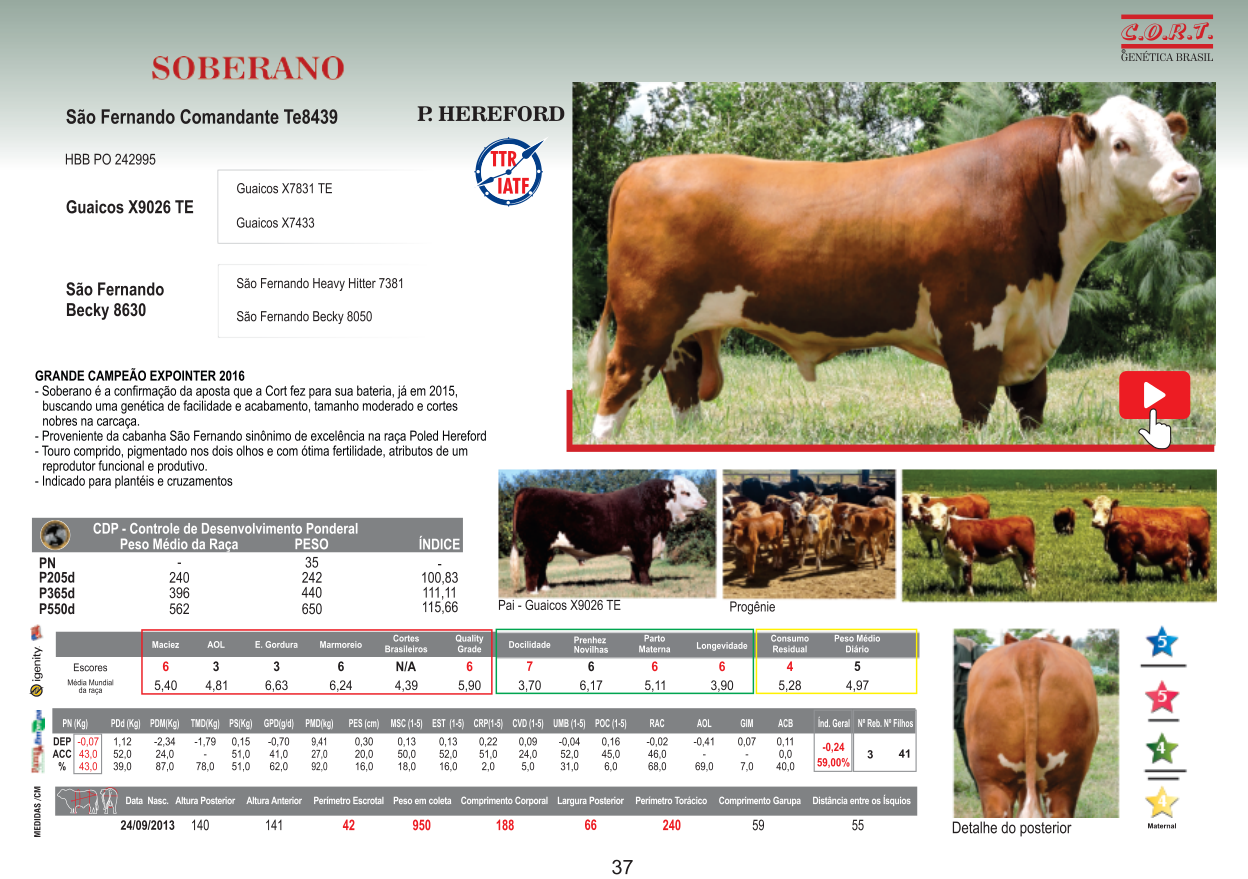 C.O.R.T.
GENÉTICA BRASIL
SOBERANO
São Fernando Comandante Te8439
P. HEREFORD
TTR
IATF
HBB PO 242995
Guaicos X7831 TE
Guaicos X9026 TE
Guaicos X7433
São Fernando Heavy Hitter 7381
São Fernando
Becky 8630
São Fernando Becky 8050
GRANDE CAMPEÃO EXPOINTER 2016
- Soberano é a confirmação da aposta que a Cort fez para sua bateria, já em 2015,
buscando uma genética de facilidade e acabamento, tamanho moderado e cortes
nobres na carcaça.
- Proveniente da cabanha São Fernando sinônimo de excelência na raça Poled Hereford
- Touro comprido, pigmentado nos dois olhos e com ótima fertilidade, atributos de um
reprodutor funcional e produtivo.
- Indicado para plantéis e cruzamentos
CDP - Controle de Desenvolvimento Ponderal
Peso Médio da Raça PESO ÍNDICE
PN - 35 -
P205d 240 242 100,83
P365d 396 440 111,11
P550d 562 650 115,66
Pai - Guaicos X9026 TE
Progênie
igenity
Maciez AOL E. Gordura Marmoreio Cortes Brasileiros Quality Grade Docilidade Prenhez Novilhas Parto Materna Longevidade Consumo Residual Peso Médio Diário
Escores 6 3 3 6 N/A 6 7 6 6 6 4 5
Média Mundial da raça 5,40 4,81 6,63 6,24 4,39 5,90 3,70 6,17 5,11 3,90 5,28 4,97
PN (Kg) PDd (Kg) PDM(Kg) TMD(Kg) PS(Kg) GPD(g/d) PMD(kg) PES (cm) MSC (1-5) EST (1-5) CRP(1-5) CVD (1-5) UMB (1-5) POC (1-5) RAC AOL GIM ACB Índ. Geral Nº Reb. Nº Filhos
DEP -0,07 1,12 -2,34 -1,79 0,15 -0,70 9,41 0,30 0,13 0,13 0,22 0,09 -0,04 0,16 -0,02 -0,41 0,07 0,11 -0,24
ACC 43,0 52,0 24,0 - 51,0 41,0 27,0 20,0 50,0 52,0 51,0 24,0 52,0 45,0 46,0 - - 0,0 3 41
% 43,0 39,0 87,0 78,0 51,0 62,0 92,0 16,0 18,0 16,0 2,0 5,0 31,0 6,0 68,0 69,0 7,0 40,0 59,00%
MEDIDAS /CM
Data Nasc. Altura Posterior Altura Anterior Perímetro Escrotal Peso em coleta Comprimento Corporal Largura Posterior Perímetro Torácico Comprimento Garupa Distância entre os Ísquios
24/09/2013 140 141 42 950 188 66 240 59 55
Detalhe do posterior
5
5
4
4
Maternal
37